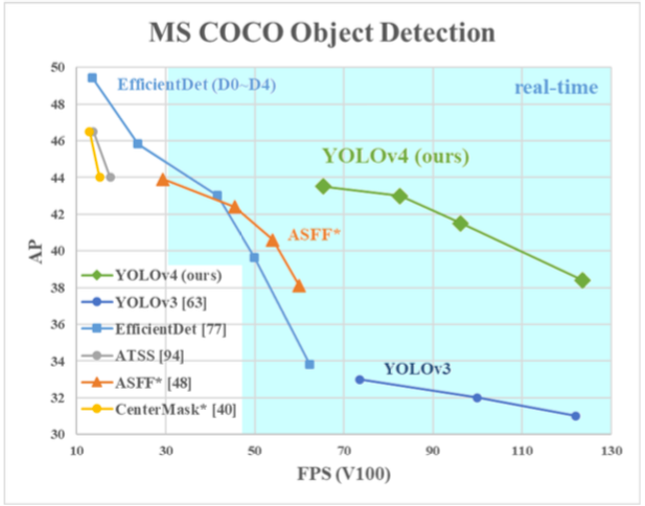 MS COCO Object Detection
50
48
46
44
42
40
38
36
34
32
30
AP
EfficientDet (D0~D4)
real-time
YOLOv4 (ours)
ASFF*
YOLOv3
YOLOv4 (ours)
YOLOv3 [63]
EfficientDet [77]
ATSS [94]
ASFF* [48]
CenterMask* [40]
10 30 50 70 90 110 130
FPS (V100)